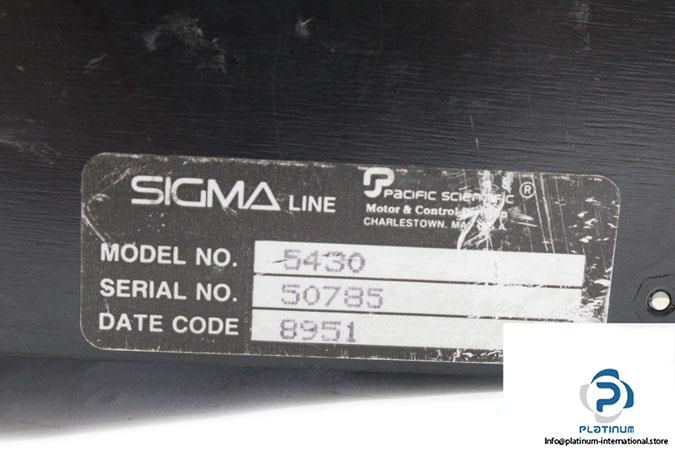 SIGMA LINE
PACIFIC SCIENTIFIC ®
Motor & Control
CHARLESTOWN, MA
MODEL NO. 5430
SERIAL NO. 50785
DATE CODE 8951
PLATINUM
Info@platinum-international.store